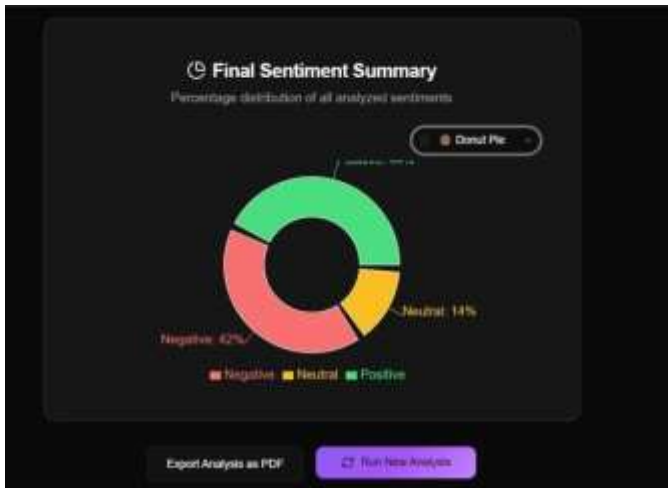 Final Sentiment Summary
Percentage distribution of all analyzed sentiments
Donut Pie
Neutral: 14%
Negative: 42%
Negative Neutral Positive
Export Analysis as PDF Run New Analysis